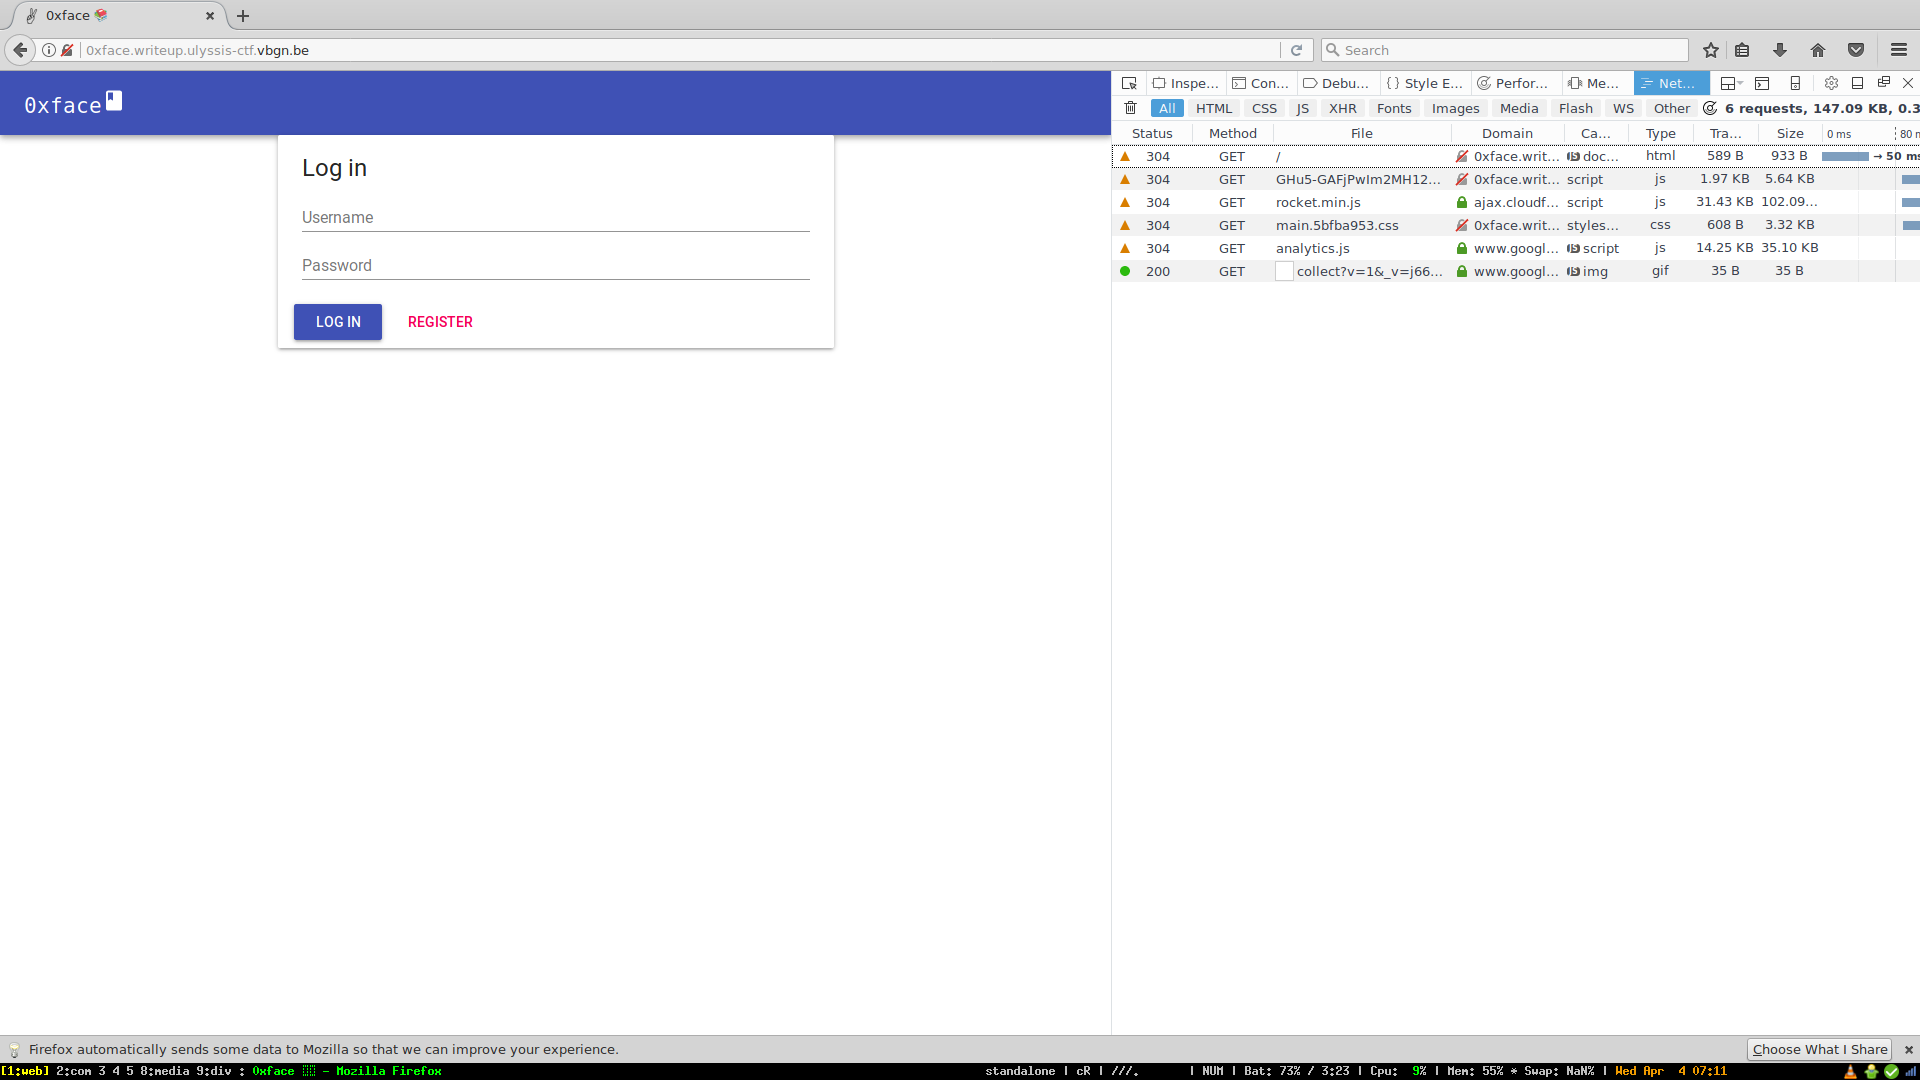 0xface
0xface.writeup.ulyssis-ctf.vbgn.be
Search
0xface
Log in
Username
Password
LOG IN
REGISTER
Inspe... Con... Debu... { } Style E... Perfor... Me... Net...
All HTML CSS JS XHR Fonts Images Media Flash WS Other 6 requests, 147.09 KB, 0.3
Status Method File Domain Ca... Type Tra... Size 0 ms 80 m
304 GET / 0xface.writ... JS doc... html 589 B 933 B → 50 ms
304 GET GHu5-GAFjPwIm2MH12... 0xface.writ... script js 1.97 KB 5.64 KB
304 GET rocket.min.js ajax.cloudf... script js 31.43 KB 102.09...
304 GET main.5bfba953.css 0xface.writ... styles... css 608 B 3.32 KB
304 GET analytics.js www.googl... JS script js 14.25 KB 35.10 KB
200 GET collect?v=1&_v=j66... www.googl... JS img gif 35 B 35 B
Firefox automatically sends some data to Mozilla so that we can improve your experience.
Choose What I Share
[1:web] 2:com 3 4 5 8:media 9:div : 0xface - Mozilla Firefox
standalone | cR | ///. | NUM | Bat: 73% / 3:23 | Cpu: 9% | Mem: 55% * Swap: NaN% | Wed Apr 4 07:11